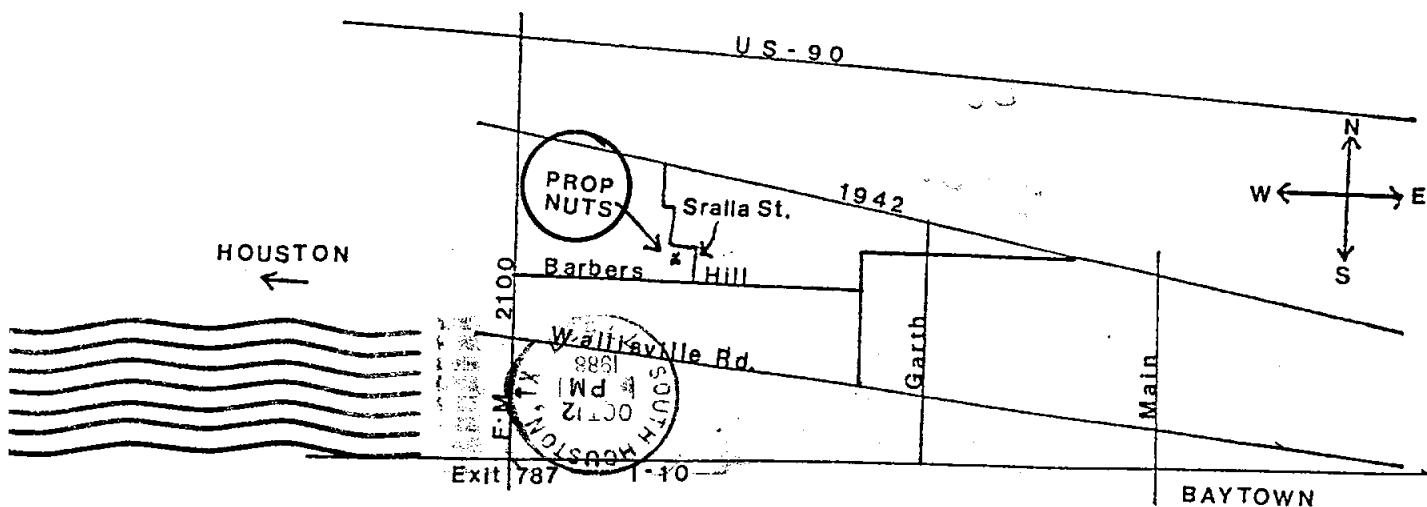 US-90
N
W E
S
PROP
NUTS
1942
Sralla St.
HOUSTON
Barbers Hill
F.M. 2100
Wallisville Rd.
Garth
Main
SOUTH HOUSTON, TX
OCT 12
PM
1988
Exit 787 I-10
BAYTOWN